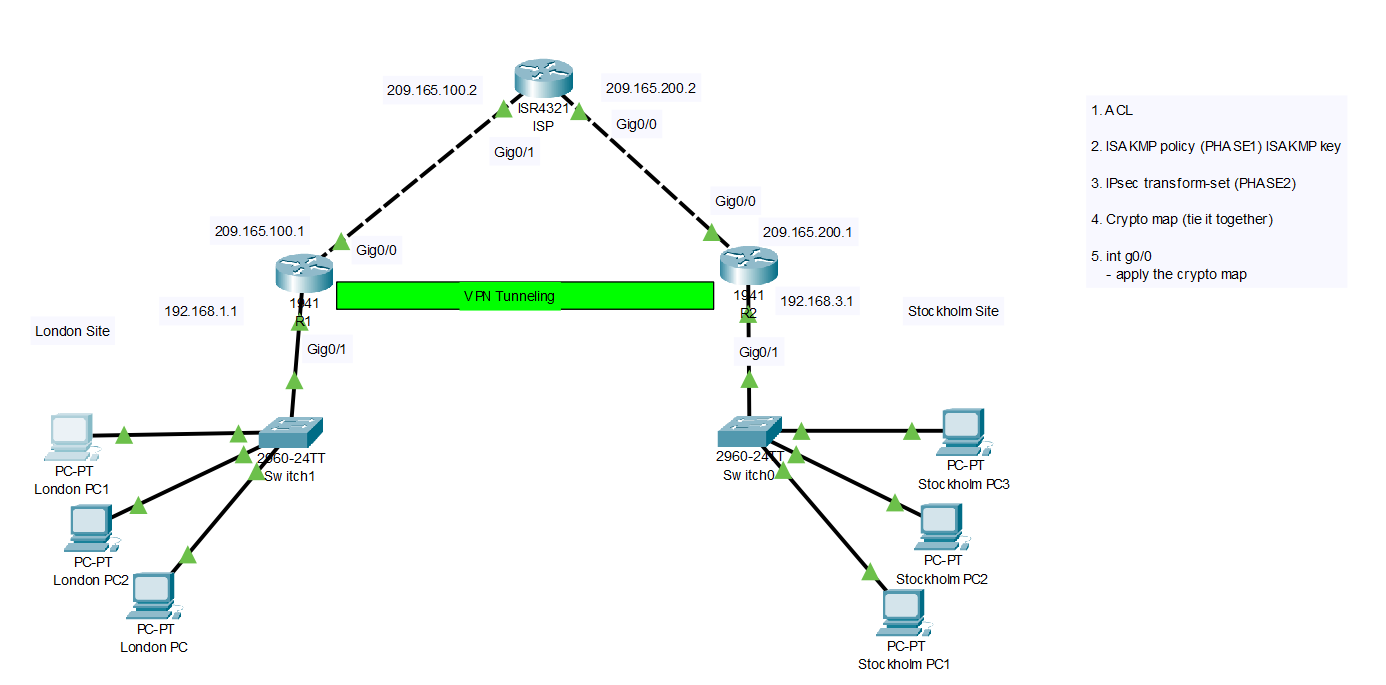 209.165.100.2
209.165.200.2
ISR4321
ISP
Gig0/0
Gig0/1
1. ACL
2. ISAKMP policy (PHASE1) ISAKMP key
3. IPsec transform-set (PHASE2)
4. Crypto map (tie it together)
5. int g0/0
- apply the crypto map
Gig0/0
209.165.100.1
209.165.200.1
Gig0/0
1941
R1
VPN Tunneling
1941
R2
192.168.1.1
192.168.3.1
London Site
Stockholm Site
Gig0/1
Gig0/1
2960-24TT
Switch1
2960-24TT
Switch0
PC-PT
London PC1
PC-PT
Stockholm PC3
PC-PT
London PC2
PC-PT
Stockholm PC2
PC-PT
London PC
PC-PT
Stockholm PC1